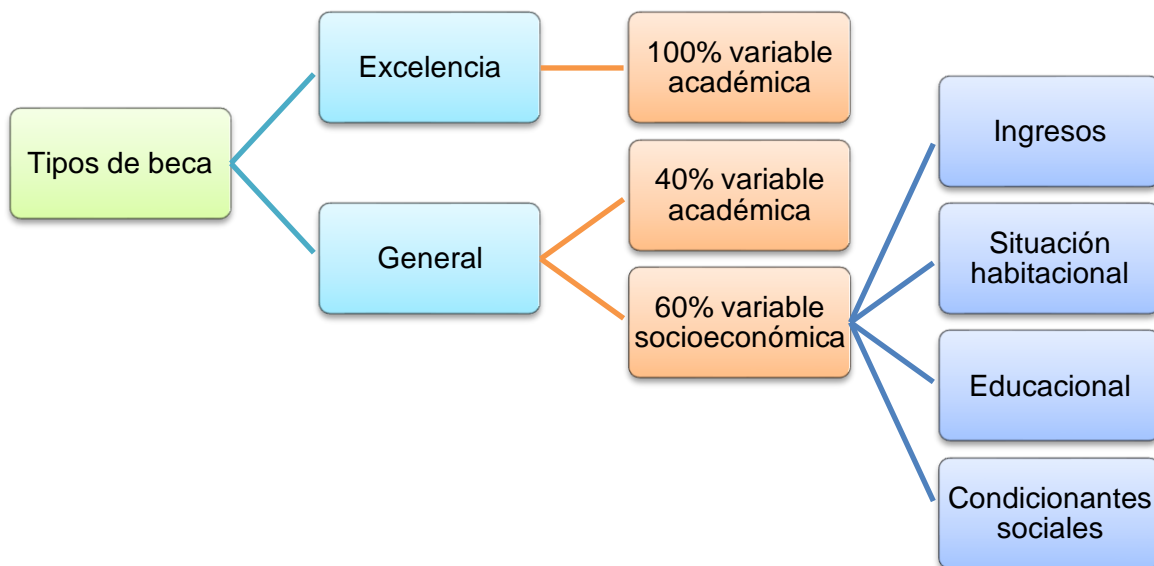 Tipos de beca
Excelencia
100% variable
académica
General
40% variable
académica
60% variable
socioeconómica
Ingresos
Situación
habitacional
Educacional
Condicionantes
sociales